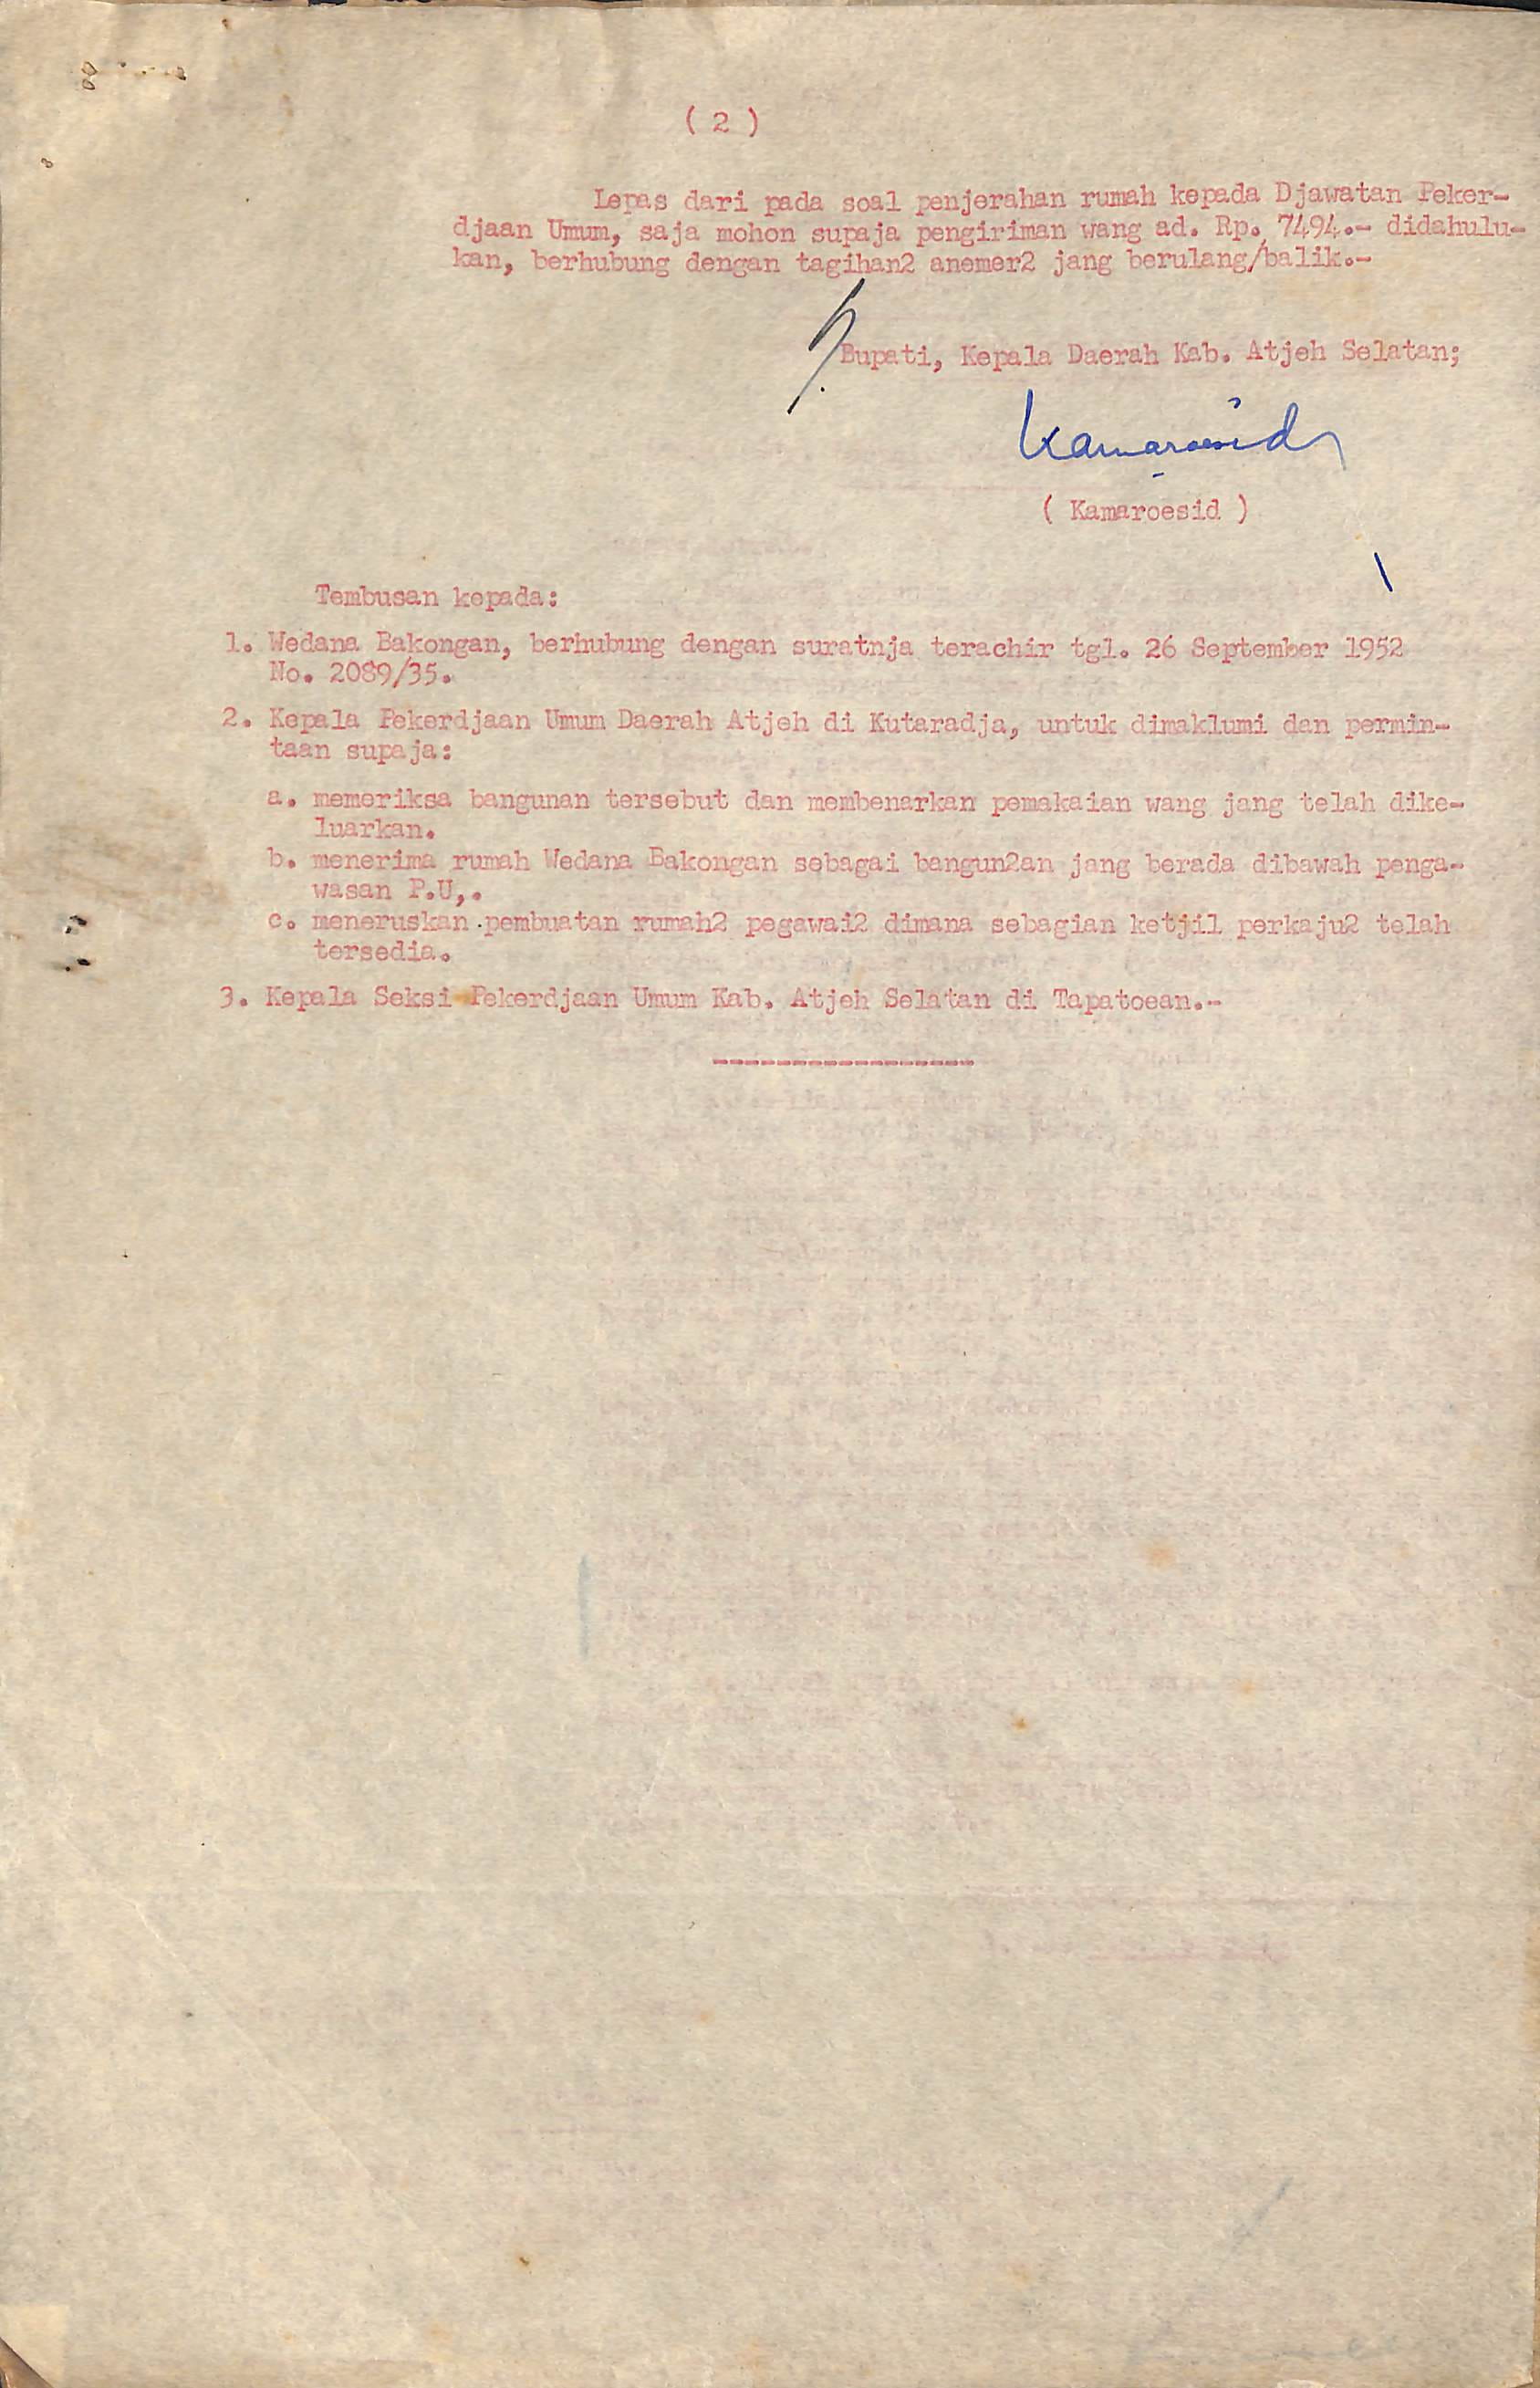 ( 2 )
Lepas dari pada soal penjerahan rumah kepada Djawatan Peker-
djaan Umum, saja mohon supaja pengiriman wang ad. Rp. 7494.- didahulu-
kan, berhubung dengan tagihan2 anemer2 jang berulang/balik.-
Bupati, Kepala Daerah Kab. Atjeh Selatan;
Kamaroesid
( Kamaroesid )
Tembusan kepada:
1. Wedana Bakongan, berhubung dengan suratnja terachir tgl. 26 September 1952
No. 2089/35.
2. Kepala Pekerdjaan Umum Daerah Atjeh di Kutaradja, untuk dimaklumi dan permin-
taan supaja:
a. memeriksa bangunan tersebut dan membenarkan pemakaian wang jang telah dike-
luarkan.
b. menerima rumah Wedana Bakongan sebagai bangun2an jang berada dibawah penga-
wasan P.U,.
c. meneruskan pembuatan rumah2 pegawai2 dimana sebagian ketjil perkaju2 telah
tersedia.
3. Kepala Seksi Pekerdjaan Umum Kab. Atjeh Selatan di Tapatoean.-
-----------------